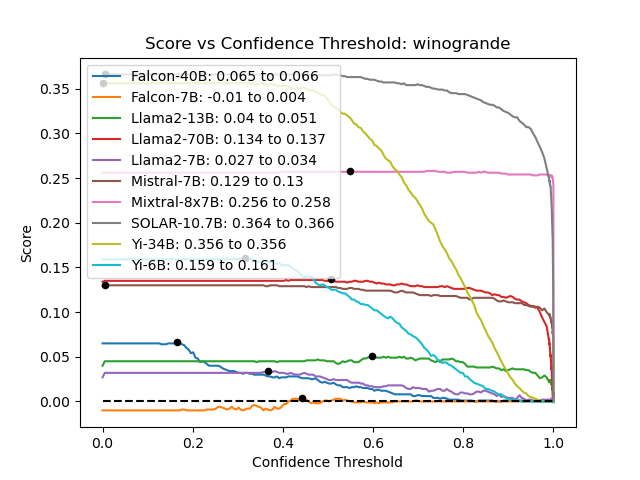 Score vs Confidence Threshold: winogrande
Score
0.35
0.30
0.25
0.20
0.15
0.10
0.05
0.00
Falcon-40B: 0.065 to 0.066
Falcon-7B: -0.01 to 0.004
Llama2-13B: 0.04 to 0.051
Llama2-70B: 0.134 to 0.137
Llama2-7B: 0.027 to 0.034
Mistral-7B: 0.129 to 0.13
Mixtral-8x7B: 0.256 to 0.258
SOLAR-10.7B: 0.364 to 0.366
Yi-34B: 0.356 to 0.356
Yi-6B: 0.159 to 0.161
0.0 0.2 0.4 0.6 0.8 1.0
Confidence Threshold